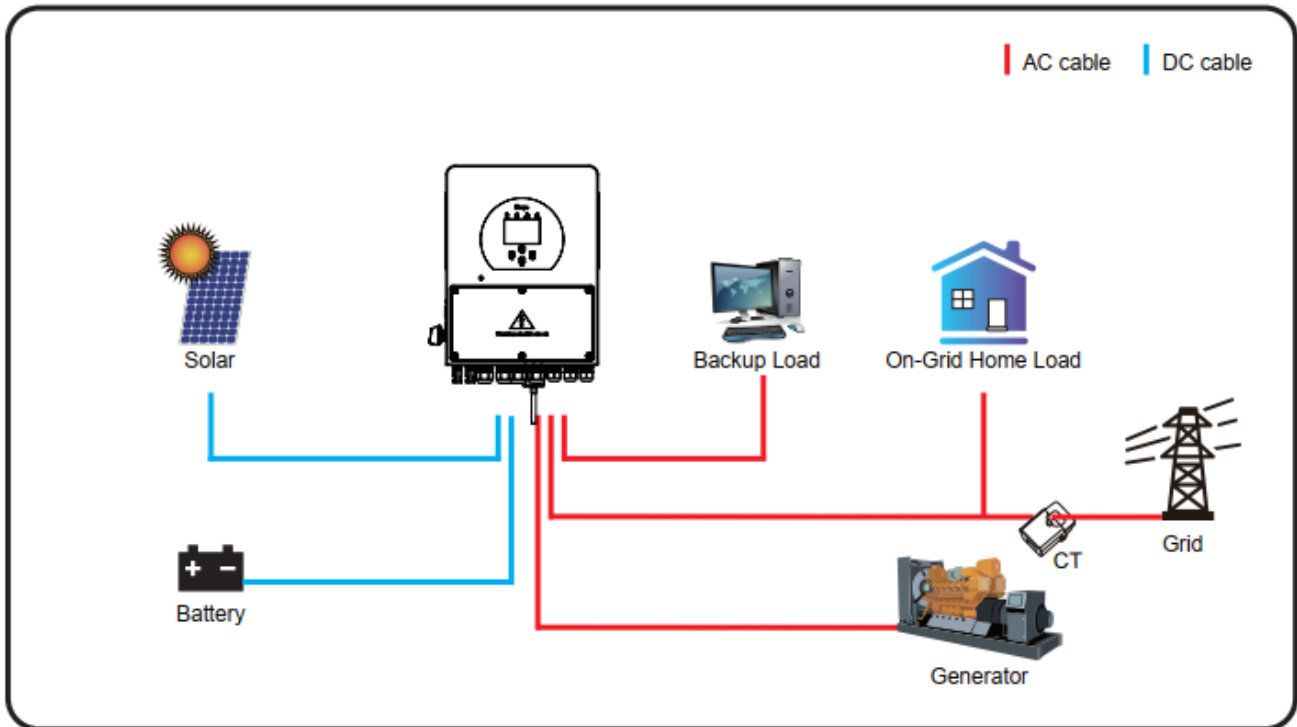 AC cable
DC cable
Solar
Backup Load
On-Grid Home Load
CT
Grid
Battery
Generator